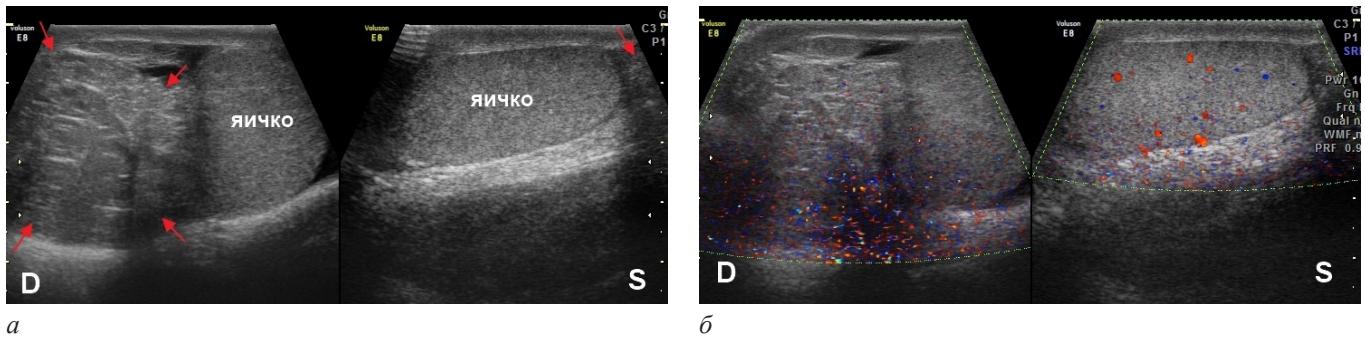 Voluson
E8
Voluson
E8
C3 /
P1
ЯИЧКО
ЯИЧКО
D
S
а
Voluson
E8
Voluson
E8
C3 /
P1
SRI
Pwr 10
Gn
Frq
Qual n
WMF
PRF 0.9
D
S
б